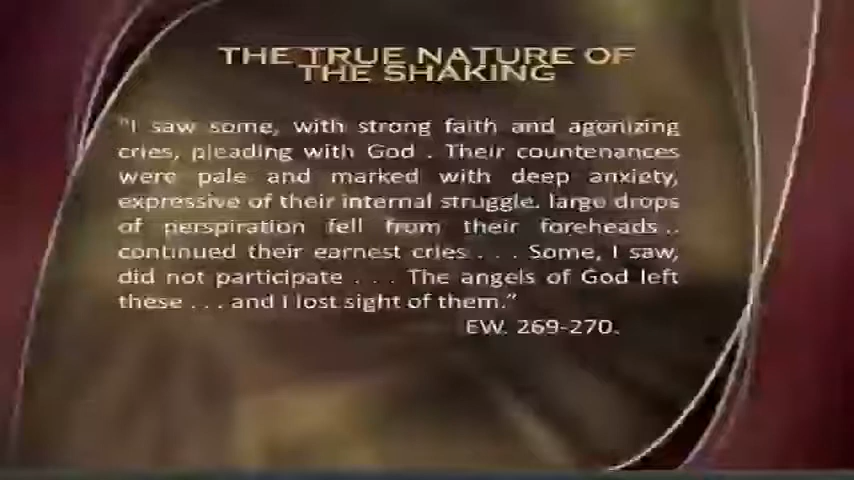 THE TRUE NATURE OF
THE SHAKING
"I saw some, with strong faith and agonizing
cries, pleading with God . Their countenances
were pale and marked with deep anxiety,
expressive of their internal struggle. large drops
of perspiration fell from their foreheads ..
continued their earnest cries . . . Some, I saw,
did not participate . . . The angels of God left
these . . . and I lost sight of them."
EW. 269-270.